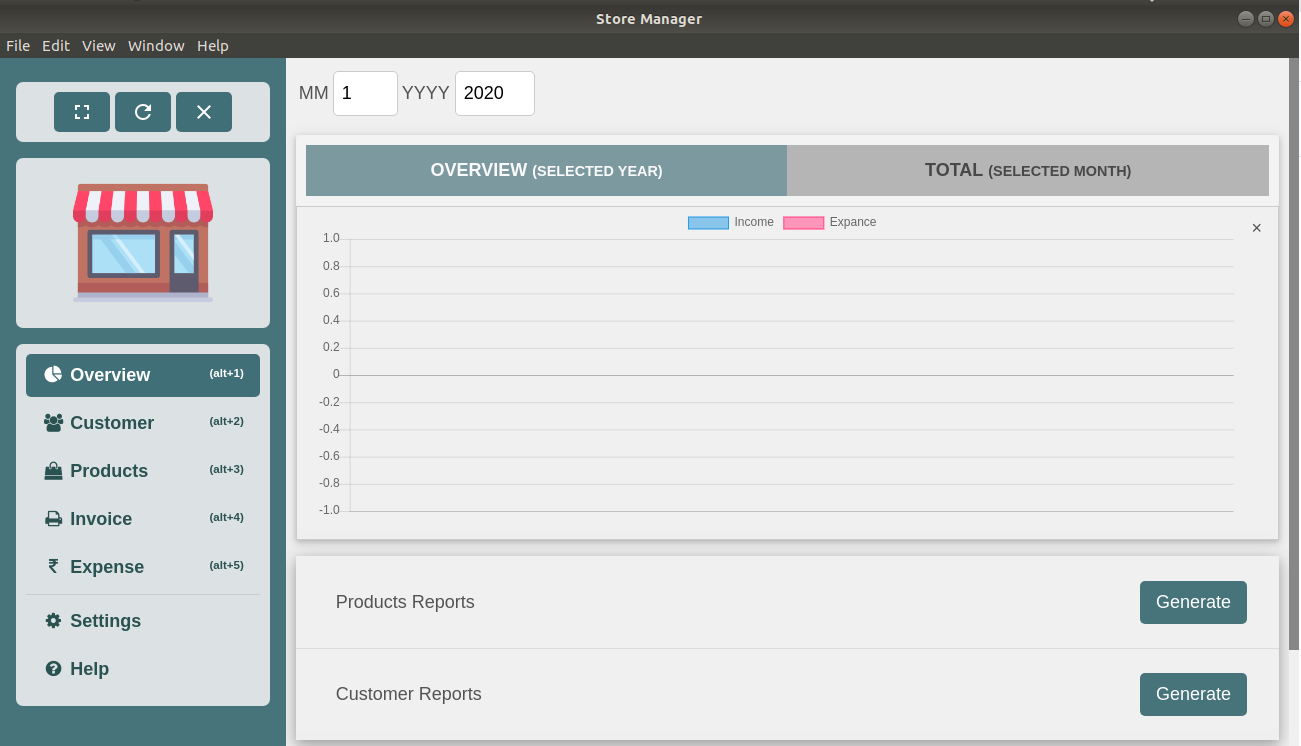 Store Manager
File Edit View Window Help
MM 1 YYYY 2020
OVERVIEW (SELECTED YEAR) TOTAL (SELECTED MONTH)
Income Expance ×
1.0
0.8
0.6
0.4
0.2
0
-0.2
-0.4
-0.6
-0.8
-1.0
Overview (alt+1)
Customer (alt+2)
Products (alt+3)
Invoice (alt+4)
₹ Expense (alt+5)
Settings
Help
Products Reports Generate
Customer Reports Generate